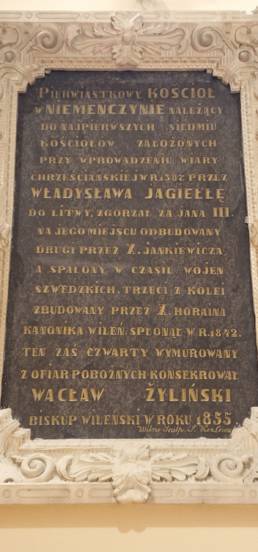 PIERWIASTKOWY KOŚCIOŁ
W NIEMENCZYNIE NALEŻĄCY
DO NAJPIERWSZYCH SIEDMIU
KOŚCIOŁÓW ZAŁOŻONYCH
PRZY WPROWADZENIU WIARY
CHRZEŚCIAŃSKIEJ W R. 1387 PRZEZ
WŁADYSŁAWA JAGIEŁŁĘ
DO LITWY, ZGORZAŁ ZA JANA III.
NA JEGO MIEJSCU ODBUDOWANY
DRUGI PRZEZ X. JANKIEWICZA
A SPALONY W CZASIE WOJEN
SZWEDZKICH. TRZECI Z KOLEI
ZBUDOWANY PRZEZ X. HORAINA
KANONIKA WILEŃ. SPŁONĄŁ W R. 1842.
TEN ZAŚ CZWARTY WYMUROWANY
Z OFIAR POBOŻNYCH KONSEKROWAŁ
WACŁAW ŻYLIŃSKI
BISKUP WILEŃSKI W ROKU 1855.